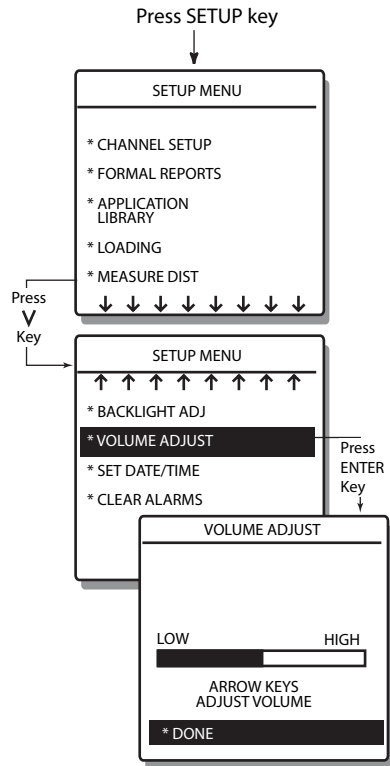 Press SETUP key
SETUP MENU
* CHANNEL SETUP
* FORMAL REPORTS
* APPLICATION
LIBRARY
* LOADING
* MEASURE DIST
↓ ↓ ↓ ↓ ↓ ↓ ↓ ↓
Press
V
Key
SETUP MENU
↑ ↑ ↑ ↑ ↑ ↑ ↑ ↑
* BACKLIGHT ADJ
* VOLUME ADJUST
* SET DATE/TIME
* CLEAR ALARMS
Press
ENTER
Key
VOLUME ADJUST
LOW HIGH
ARROW KEYS
ADJUST VOLUME
* DONE